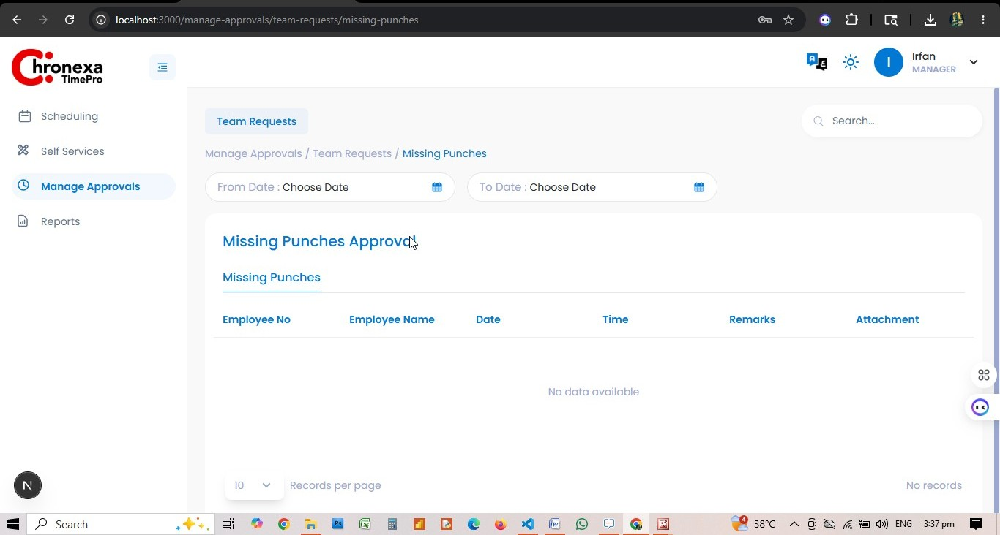 localhost:3000/manage-approvals/team-requests/missing-punches
Chronexa
TimePro
I
Irfan
MANAGER
Scheduling
Self Services
Manage Approvals
Reports
Team Requests
Search...
Manage Approvals / Team Requests / Missing Punches
From Date : Choose Date
To Date : Choose Date
Missing Punches Approval
Missing Punches
Employee No Employee Name Date Time Remarks Attachment
No data available
10 Records per page
No records
N
Search
4
38°C
ENG
3:37 pm